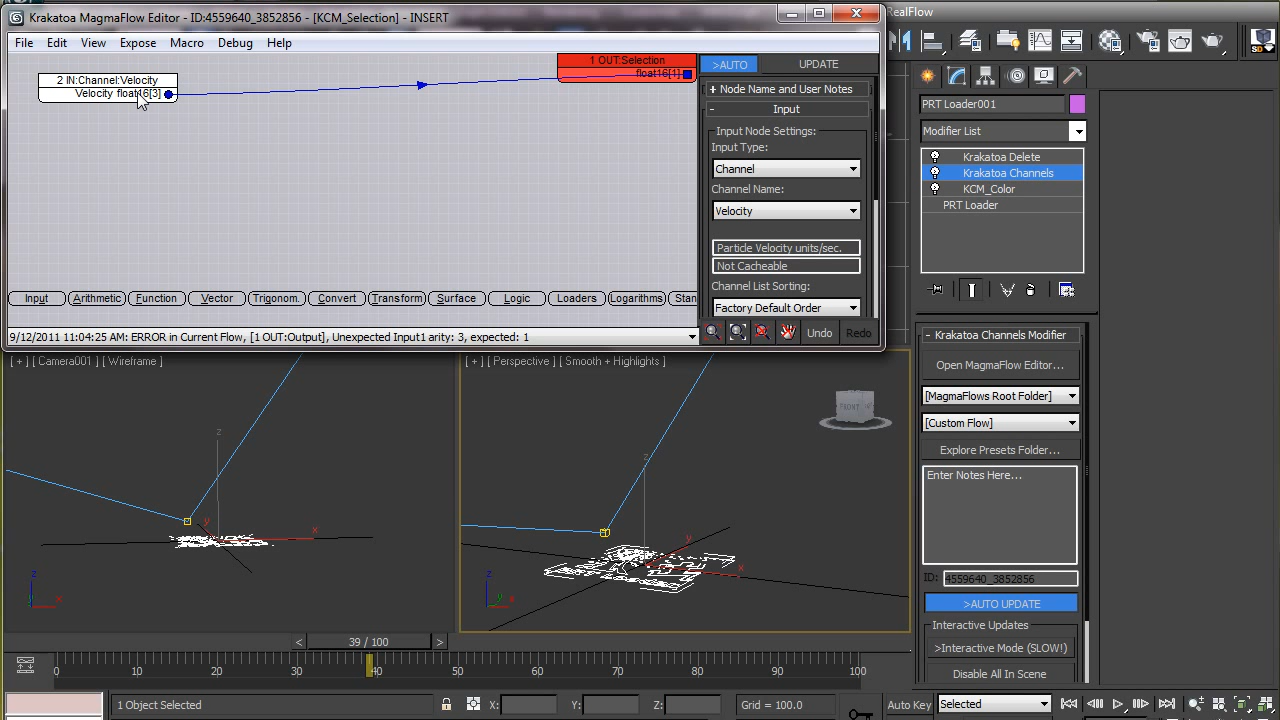 Krakatoa MagmaFlow Editor - ID:4559640_3852856 - [KCM_Selection] - INSERT
RealFlow
File Edit View Expose Macro Debug Help
2 IN:Channel:Velocity
Velocity float16[3]
1 OUT:Selection
float16[1]
>AUTO UPDATE
+ Node Name and User Notes
- Input
Input Node Settings:
Input Type:
Channel
Channel Name:
Velocity
Particle Velocity units/sec.
Not Cacheable
Channel List Sorting:
Factory Default Order
Input Arithmetic Function Vector Trigonom. Convert Transform Surface Logic Loaders Logarithms Stan
9/12/2011 11:04:25 AM: ERROR in Current Flow, [1 OUT:Output], Unexpected Input1 arity: 3, expected: 1
Undo Redo
PRT Loader001
Modifier List
Krakatoa Delete
Krakatoa Channels
KCM_Color
PRT Loader
- Krakatoa Channels Modifier
Open MagmaFlow Editor...
[MagmaFlows Root Folder]
[Custom Flow]
Explore Presets Folder...
Enter Notes Here...
ID: 4559640_3852856
>AUTO UPDATE
Interactive Updates
>Interactive Mode (SLOW!)
Disable All In Scene
[ + ] [ Camera001 ] [ Wireframe ]
z
y
x
z
y
x
[ + ] [ Perspective ] [ Smooth + Highlights ]
FRONT
z
y
x
z
y
x
< 39 / 100 >
0 10 20 30 40 50 60 70 80 90 100
1 Object Selected
X: Y: Z: Grid = 100.0
Auto Key Selected